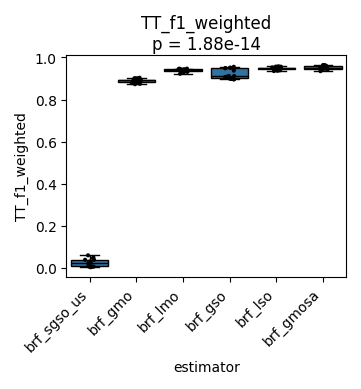 TT_f1_weighted
p = 1.88e-14
TT_f1_weighted
1.0
0.8
0.6
0.4
0.2
0.0
brf_sgso_us
brf_gmo
brf_lmo
brf_gso
brf_lso
brf_gmosa
estimator